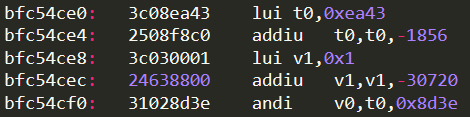 bfc54ce0: 3c08ea43 lui t0,0xea43
bfc54ce4: 2508f8c0 addiu t0,t0,-1856
bfc54ce8: 3c030001 lui v1,0x1
bfc54cec: 24638800 addiu v1,v1,-30720
bfc54cf0: 31028d3e andi v0,t0,0x8d3e